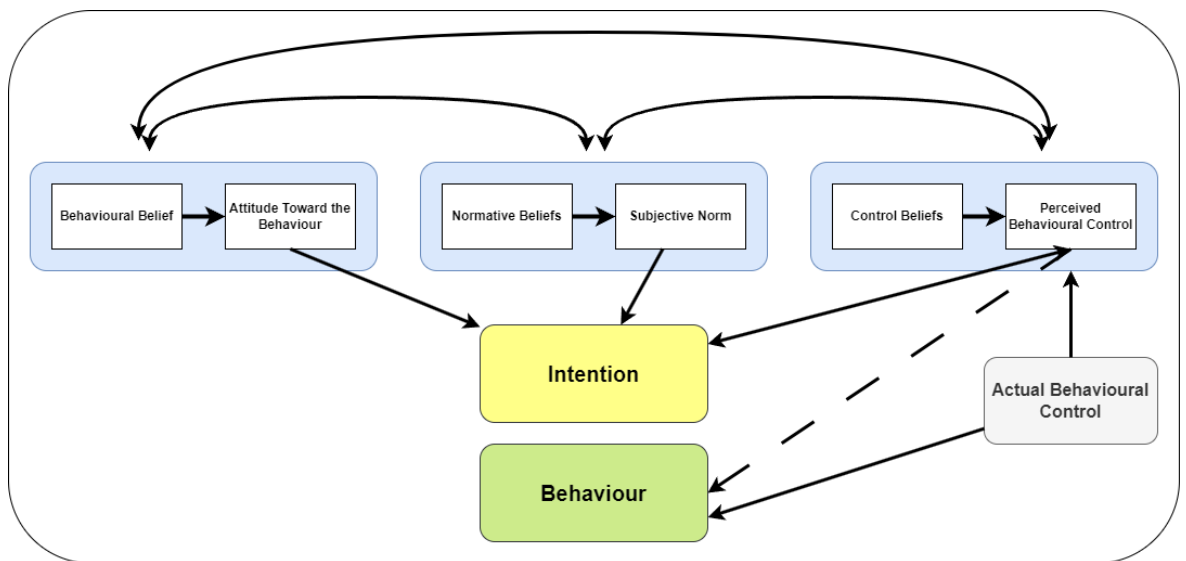 Behavioural Belief
Attitude Toward the
Behaviour
Normative Beliefs
Subjective Norm
Control Beliefs
Perceived
Behavioural Control
Intention
Actual Behavioural
Control
Behaviour